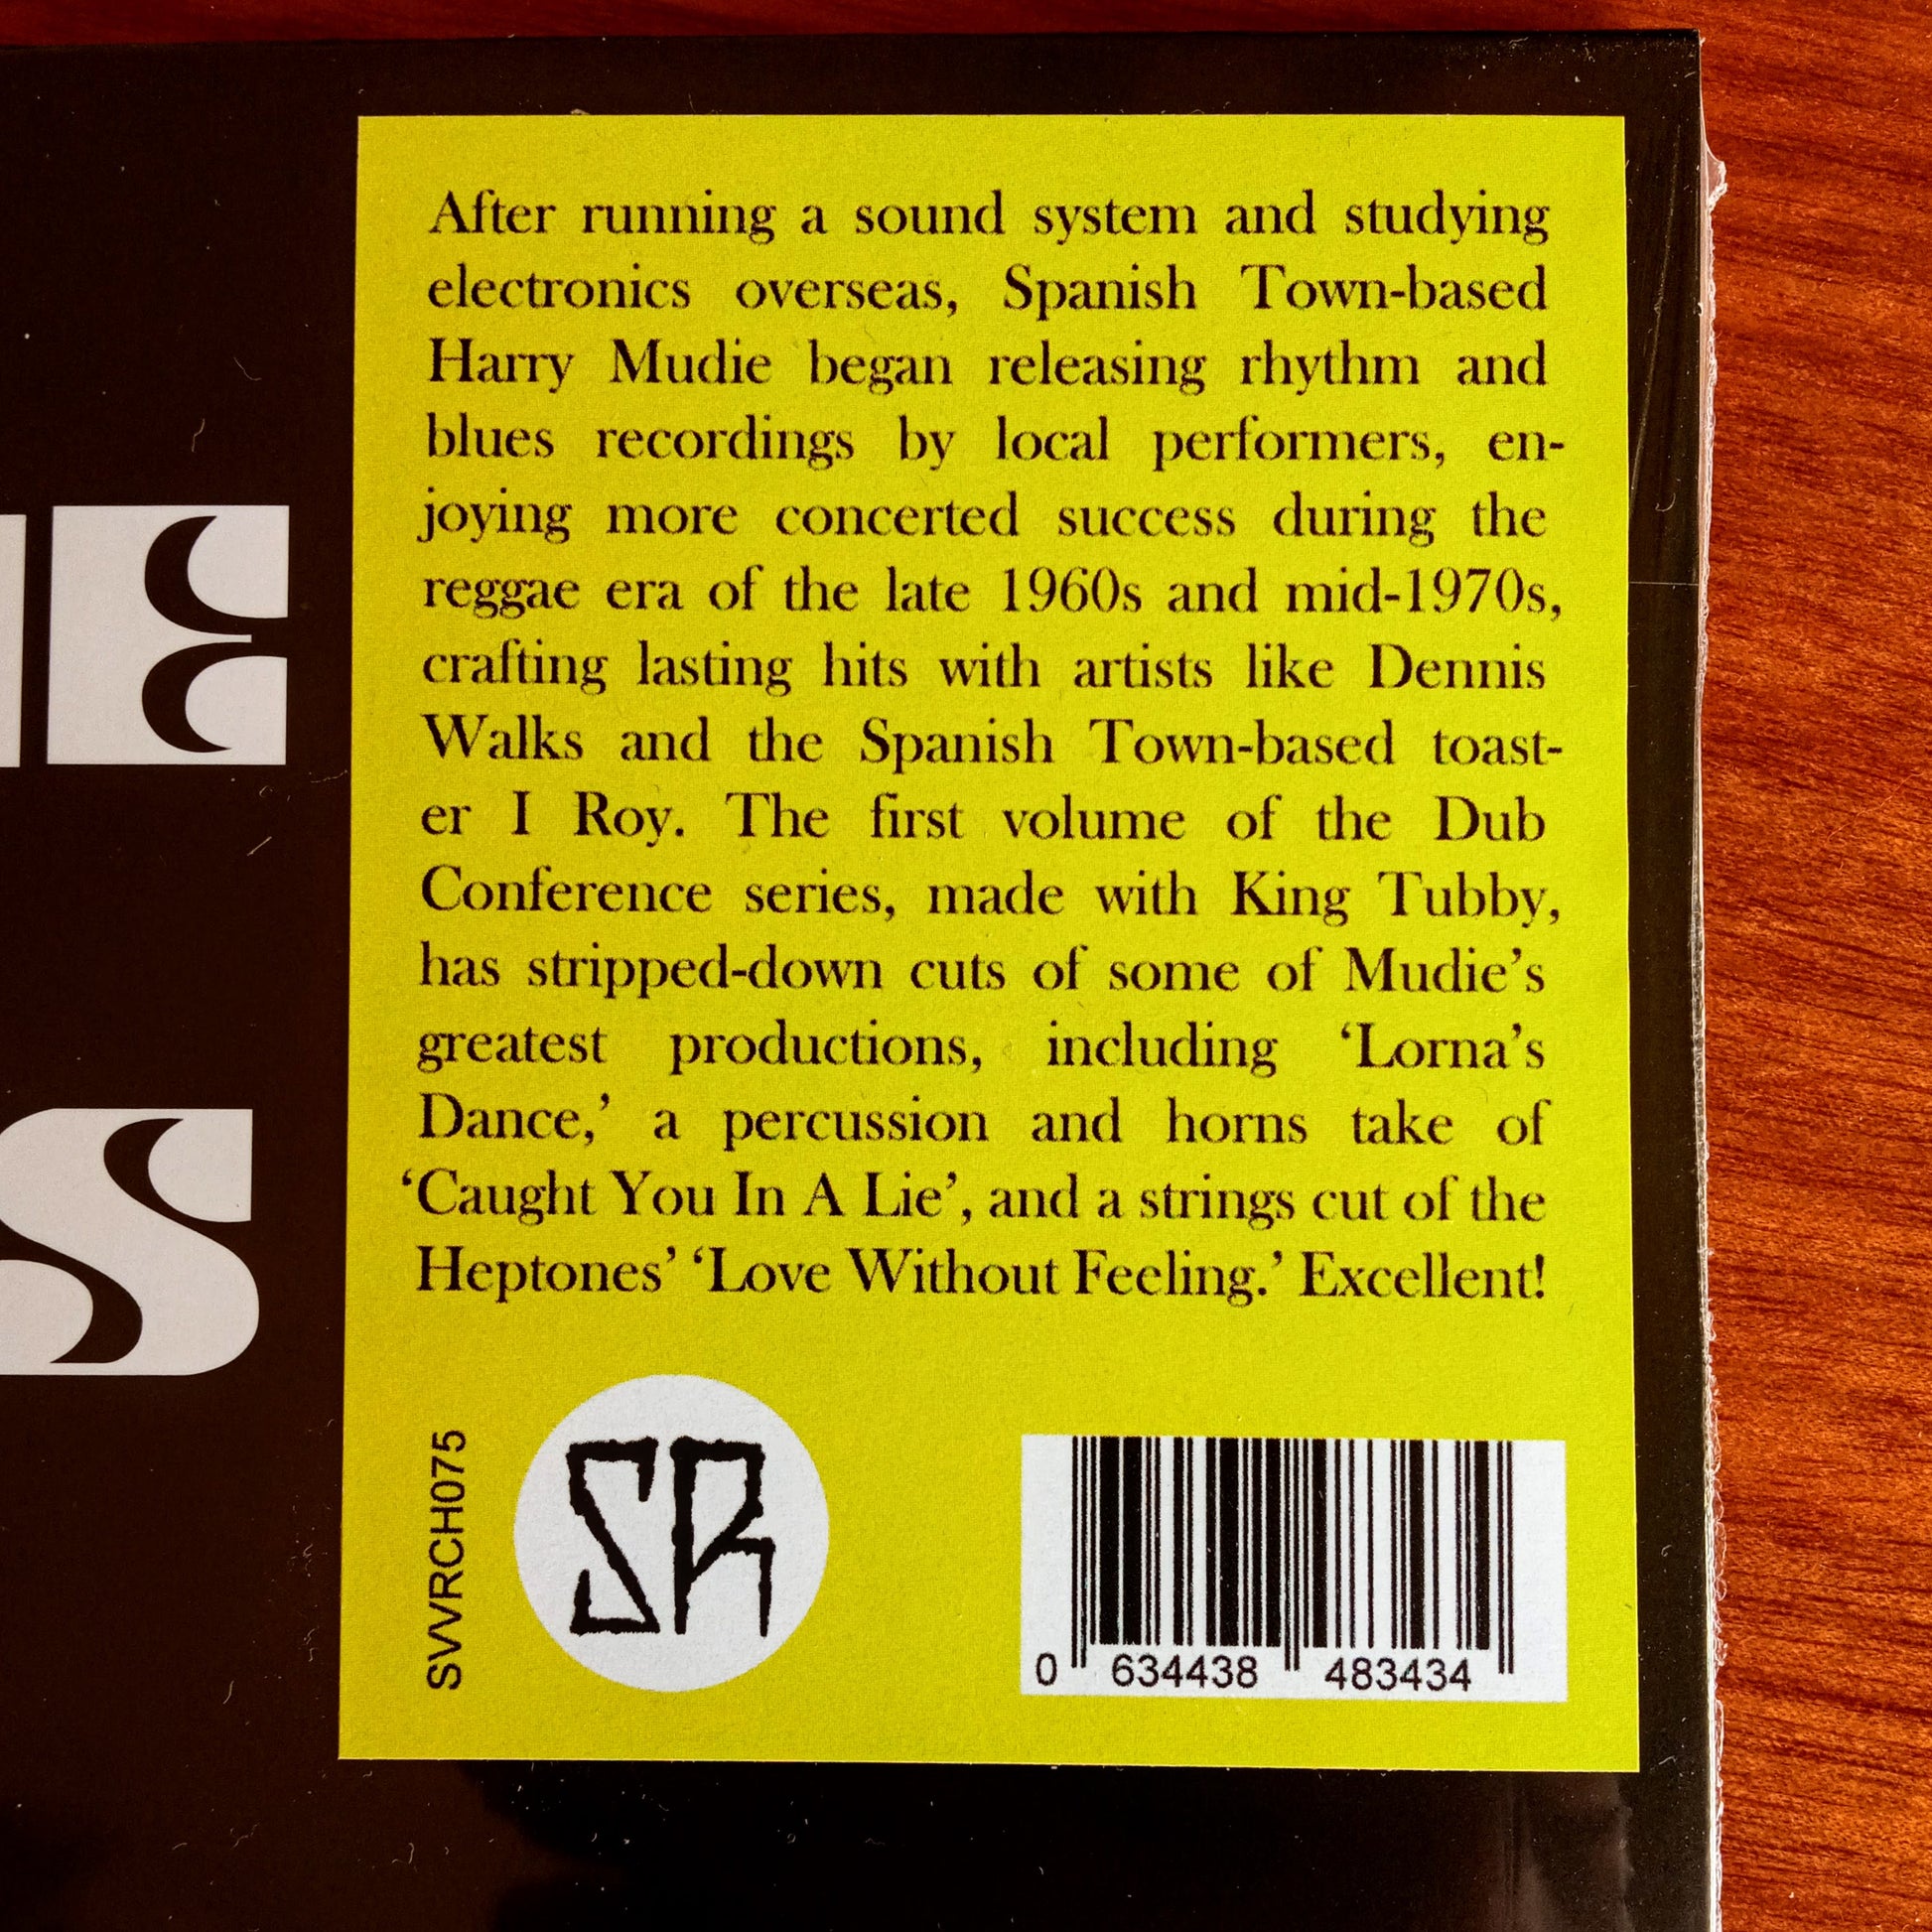 After running a sound system and studying
electronics overseas, Spanish Town-based
Harry Mudie began releasing rhythm and
blues recordings by local performers, en-
joying more concerted success during the
reggae era of the late 1960s and mid-1970s,
crafting lasting hits with artists like Dennis
Walks and the Spanish Town-based toast-
er I Roy. The first volume of the Dub
Conference series, made with King Tubby,
has stripped-down cuts of some of Mudie’s
greatest productions, including ‘Lorna’s
Dance,’ a percussion and horns take of
‘Caught You In A Lie’, and a strings cut of the
Heptones’ ‘Love Without Feeling.’ Excellent!
SVVRCH075
SR
0 634438 483434
E
S